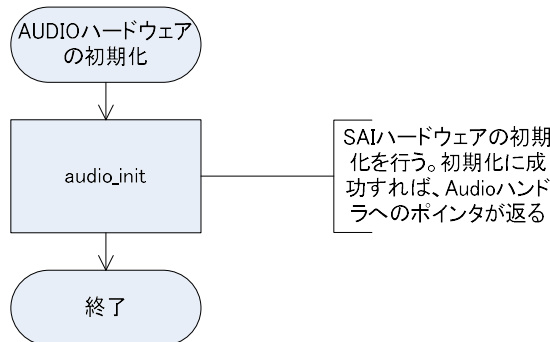 AUDIOハードウェア
の初期化
audio_init
SAIハードウェアの初期
化を行う。初期化に成
功すれば、Audioハンド
ラへのポインタが返る
終了